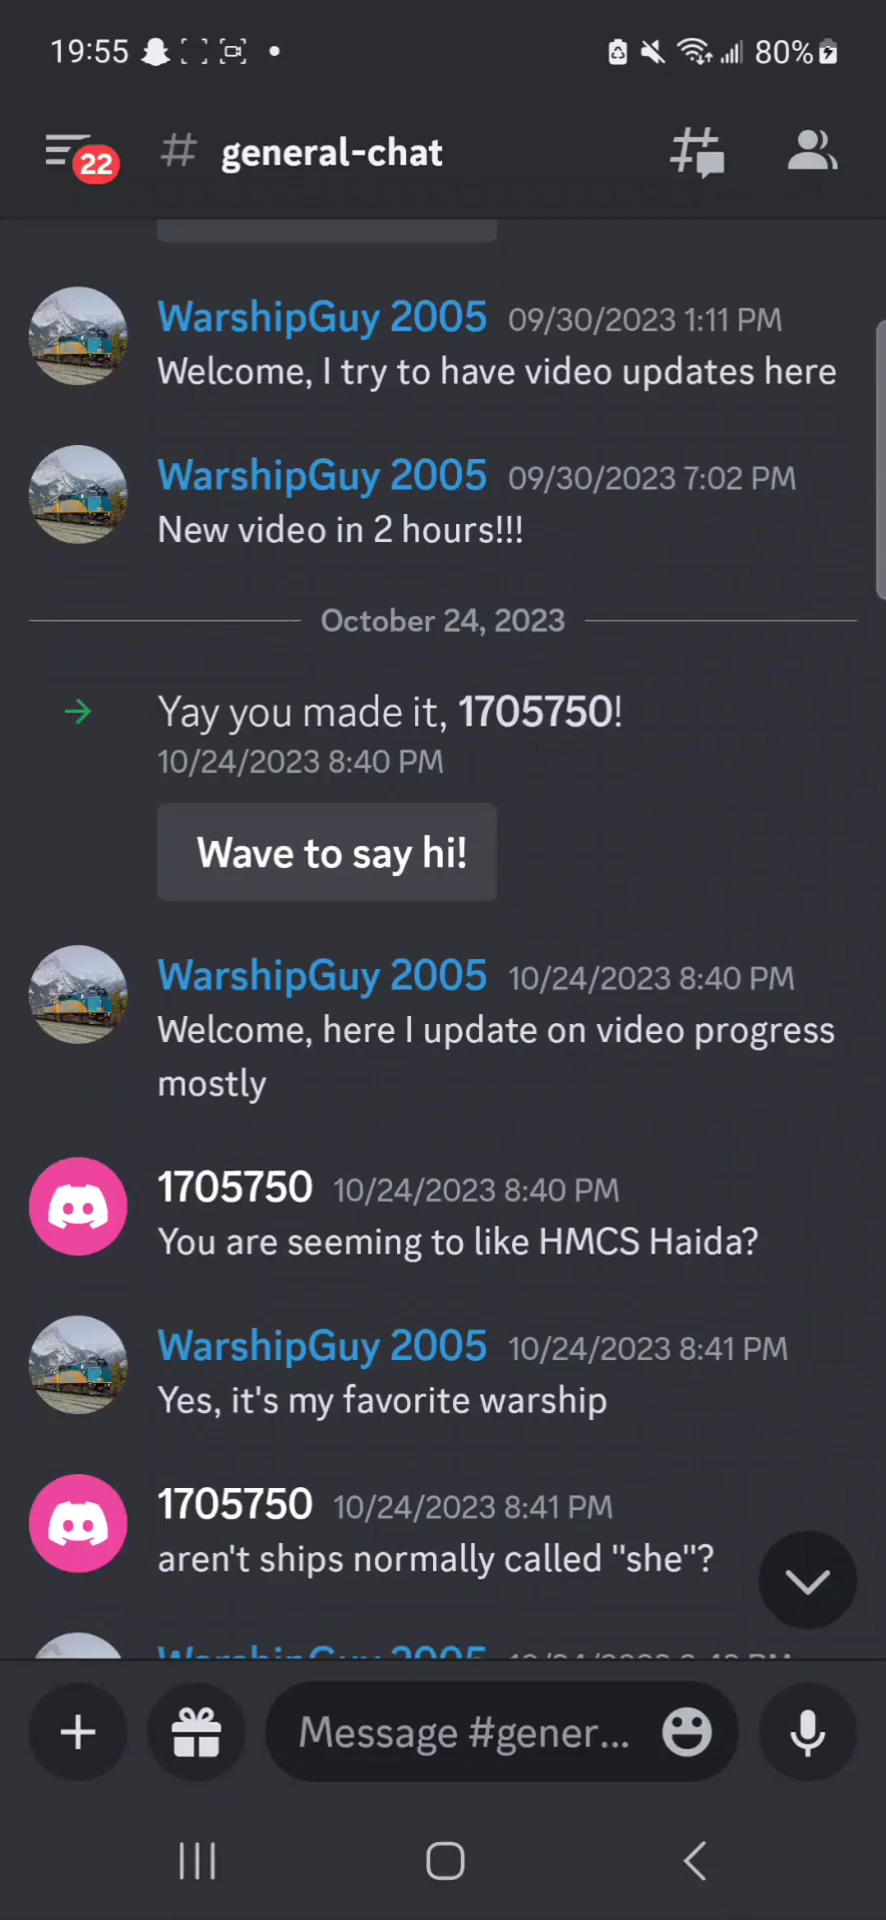 19:55 80%
22 # general-chat
WarshipGuy 2005 09/30/2023 1:11 PM
Welcome, I try to have video updates here
WarshipGuy 2005 09/30/2023 7:02 PM
New video in 2 hours!!!
October 24, 2023
Yay you made it, 1705750!
10/24/2023 8:40 PM
Wave to say hi!
WarshipGuy 2005 10/24/2023 8:40 PM
Welcome, here I update on video progress
mostly
1705750 10/24/2023 8:40 PM
You are seeming to like HMCS Haida?
WarshipGuy 2005 10/24/2023 8:41 PM
Yes, it's my favorite warship
1705750 10/24/2023 8:41 PM
aren't ships normally called "she"?
WarshipGuy 2005
Message #gener...